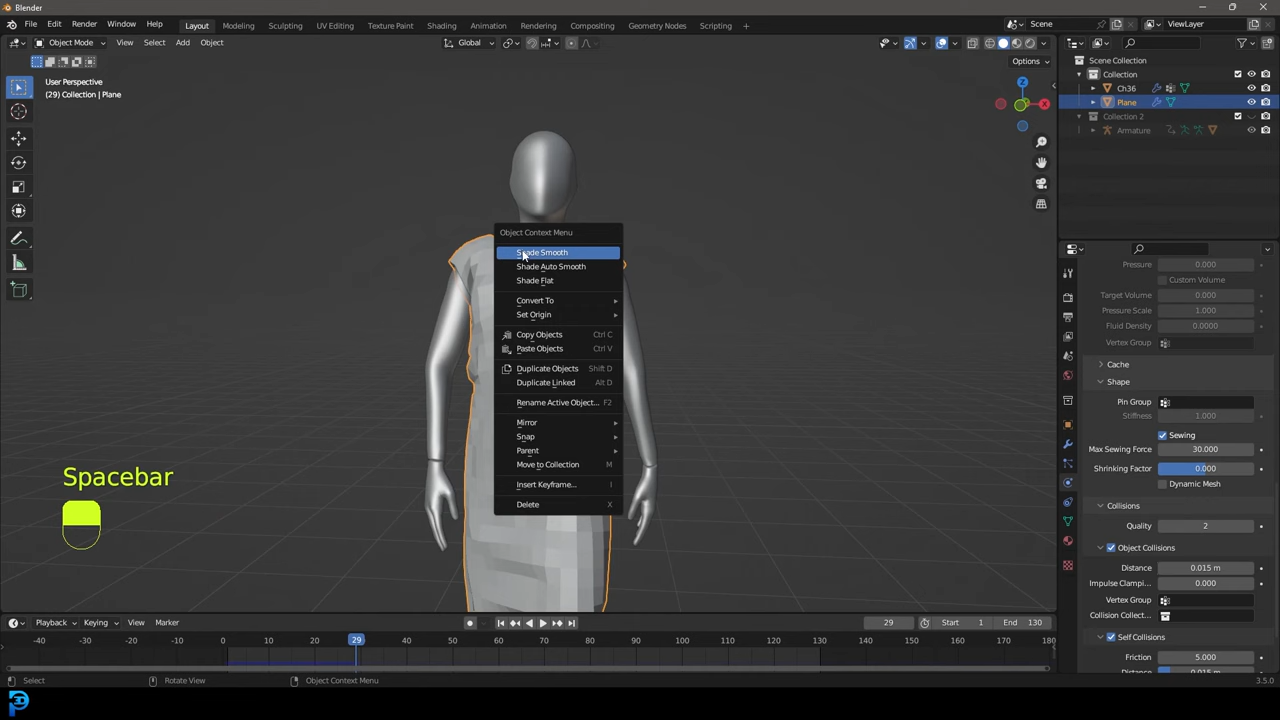 Blender
File Edit Render Window Help
Layout Modeling Sculpting UV Editing Texture Paint Shading Animation Rendering Compositing Geometry Nodes Scripting
Scene
ViewLayer
Object Mode View Select Add Object
Global
Options
User Perspective
(29) Collection | Plane
Z
X
Scene Collection
Collection
Ch36
Plane
Collection 2
Armature
Object Context Menu
Shade Smooth
Shade Auto Smooth
Shade Flat
Convert To
Set Origin
Copy Objects Ctrl C
Paste Objects Ctrl V
Duplicate Objects Shift D
Duplicate Linked Alt D
Rename Active Object... F2
Mirror
Snap
Parent
Move to Collection M
Insert Keyframe... I
Delete X
Pressure 0.000
Custom Volume
Target Volume 0.000
Pressure Scale 1.000
Fluid Density 0.0000
Vertex Group
Cache
Shape
Pin Group
Stiffness 1.000
Sewing
Max Sewing Force 30.000
Shrinking Factor 0.000
Dynamic Mesh
Collisions
Quality 2
Object Collisions
Distance 0.015 m
Impulse Clampi... 0.000
Vertex Group
Collision Collect...
Self Collisions
Friction 5.000
Distance 0.015 m
Spacebar
Playback Keying View Marker
29 Start 1 End 130
-40 -30 -20 -10 0 10 20 29 40 50 60 70 80 90 100 110 120 130 140 150 160 170 180
Select Rotate View Object Context Menu
3.5.0